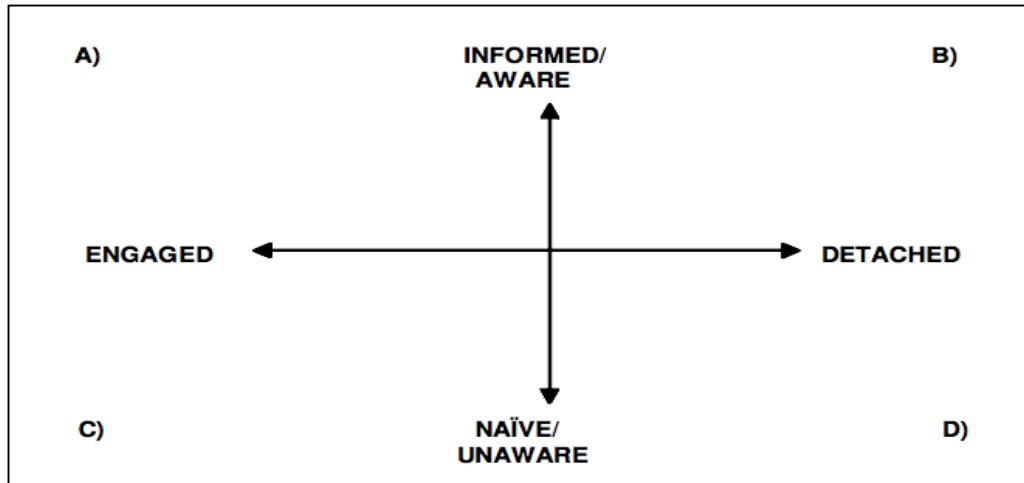 A)
INFORMED/
AWARE
B)
ENGAGED
DETACHED
C)
NAÏVE/
UNAWARE
D)